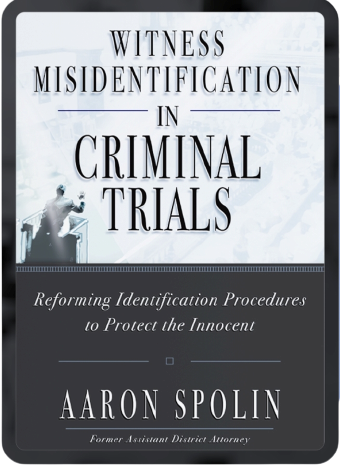 WITNESS
MISIDENTIFICATION
IN
CRIMINAL
TRIALS
Reforming Identification Procedures
to Protect the Innocent
AARON SPOLIN
Former Assistant District Attorney